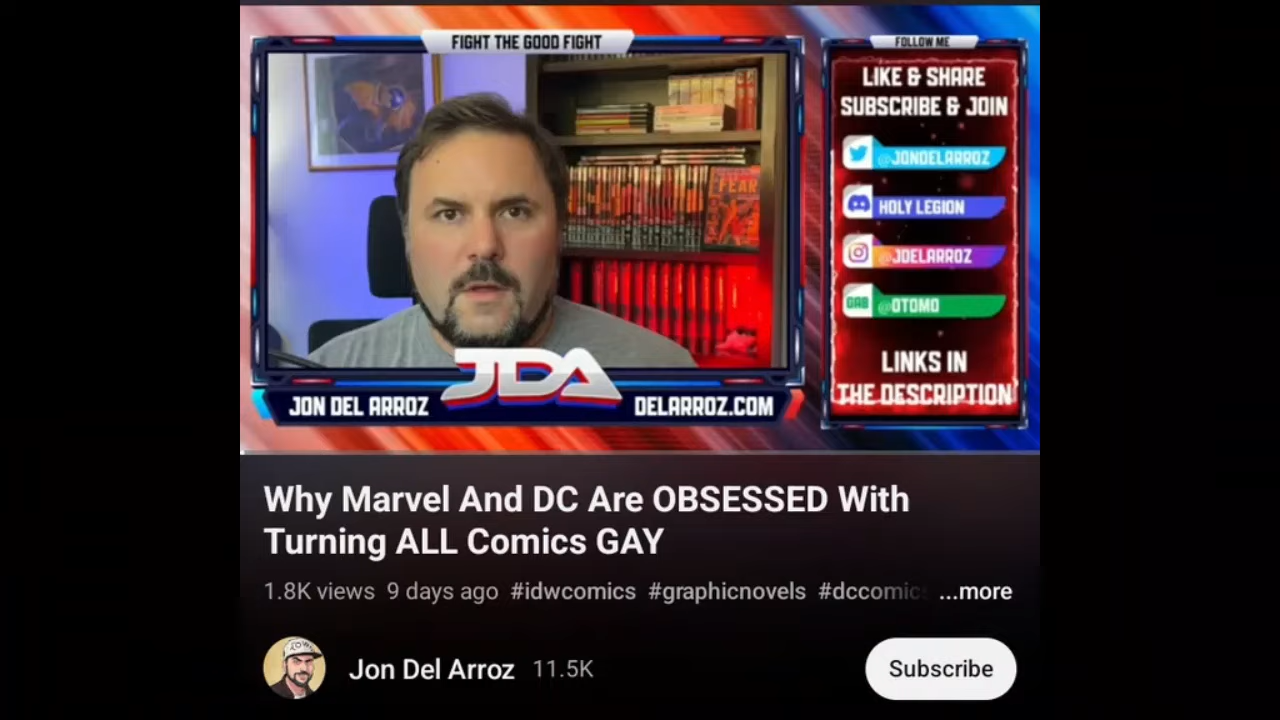 FIGHT THE GOOD FIGHT
FOLLOW ME
LIKE & SHARE
SUBSCRIBE & JOIN
@JONDELARROZ
HOLY LEGION
@JDELARROZ
GAB @OTOMO
LINKS IN
THE DESCRIPTION
FEAR
JDA
JON DEL ARROZ
DELARROZ.COM
Why Marvel And DC Are OBSESSED With
Turning ALL Comics GAY
1.8K views 9 days ago #idwcomics #graphicnovels #dccomics ...more
Jon Del Arroz 11.5K
Subscribe